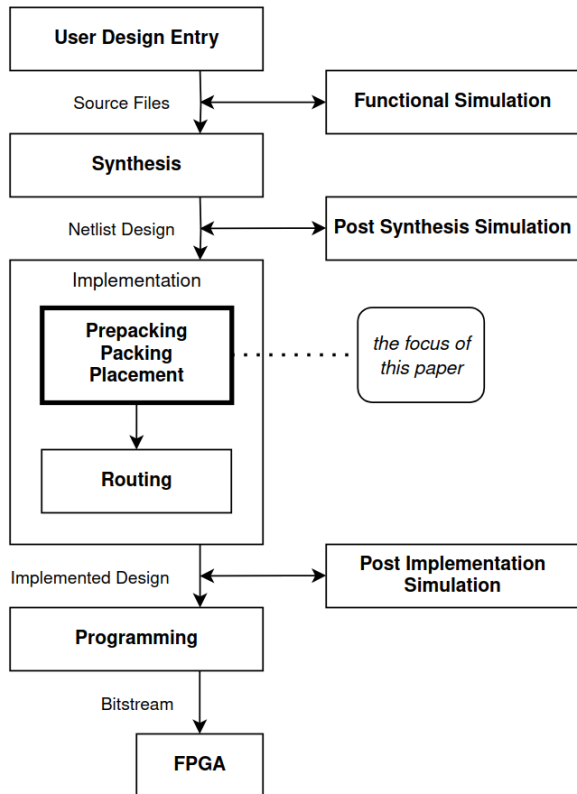 User Design Entry
Source Files
Functional Simulation
Synthesis
Netlist Design
Post Synthesis Simulation
Implementation
Prepacking
Packing
Placement
the focus of
this paper
Routing
Implemented Design
Post Implementation
Simulation
Programming
Bitstream
FPGA